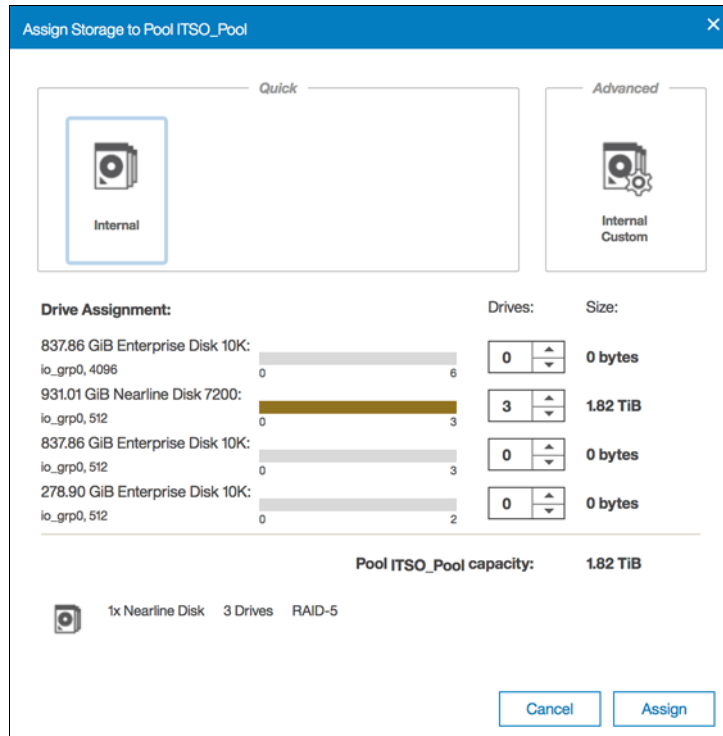 Assign Storage to Pool ITSO_Pool
Quick
Advanced
Internal
Internal
Custom
Drive Assignment: Drives: Size:
837.86 GiB Enterprise Disk 10K:
io_grp0, 4096
0 6
0
0 bytes
931.01 GiB Nearline Disk 7200:
io_grp0, 512
0 3
3
1.82 TiB
837.86 GiB Enterprise Disk 10K:
io_grp0, 512
0 3
0
0 bytes
278.90 GiB Enterprise Disk 10K:
io_grp0, 512
0 2
0
0 bytes
Pool ITSO_Pool capacity: 1.82 TiB
1x Nearline Disk 3 Drives RAID-5
Cancel
Assign